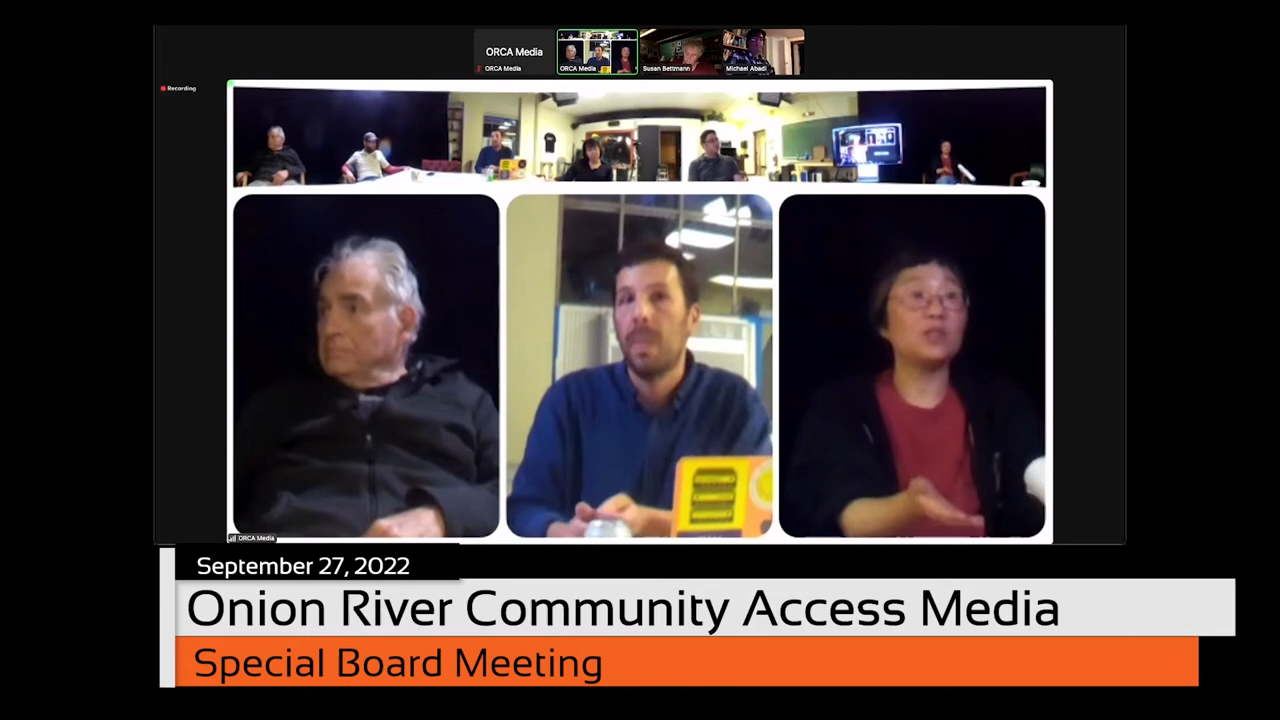 ORCA Media
ORCA Media
ORCA Media
Susan Bettmann
Michael Abadi
Recording
ORCA Media
September 27, 2022
Onion River Community Access Media
Special Board Meeting